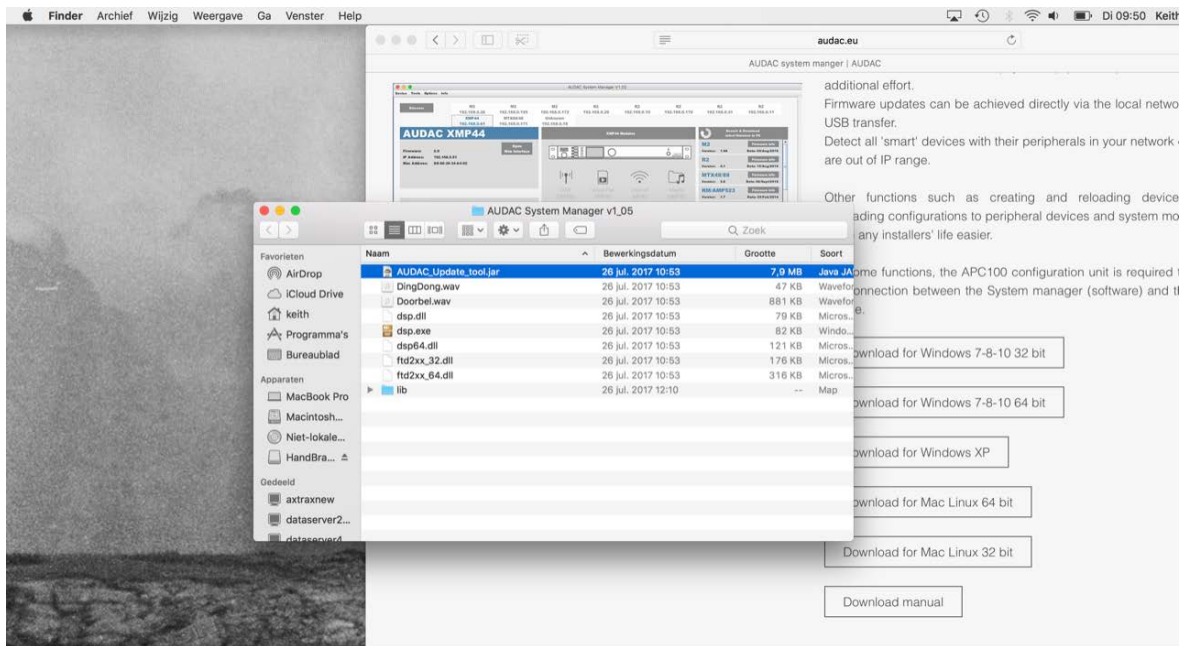 Finder Archief Wijzig Weergave Ga Venster Help Di 09:50 Keith
audac.eu
AUDAC system manger | AUDAC
AUDAC System Manager v1_02
AUDAC XMP44
additional effort.
Firmware updates can be achieved directly via the local netwo
USB transfer.
Detect all 'smart' devices with their peripherals in your network
are out of IP range.
Other functions such as creating and reloading device
ading configurations to peripheral devices and system mo
any installers' life easier.
ome functions, the APC100 configuration unit is required
onnection between the System manager (software) and th
e.
ownload for Windows 7-8-10 32 bit
ownload for Windows 7-8-10 64 bit
ownload for Windows XP
ownload for Mac Linux 64 bit
Download for Mac Linux 32 bit
Download manual
AUDAC System Manager v1_05
Zoek
Favorieten
AirDrop
iCloud Drive
keith
Programma's
Bureaublad
Apparaten
MacBook Pro
Macintosh...
Niet-lokale...
HandBra...
Gedeeld
axtraxnew
dataserver2...
dataserver4
Naam Bewerkingsdatum Grootte Soort
AUDAC_Update_tool.jar 26 jul. 2017 10:53 7,9 MB Java JA
DingDong.wav 26 jul. 2017 10:53 47 KB Wavefor
Doorbel.wav 26 jul. 2017 10:53 881 KB Wavefor
dsp.dll 26 jul. 2017 10:53 79 KB Micros...
dsp.exe 26 jul. 2017 10:53 82 KB Windo...
dsp64.dll 26 jul. 2017 10:53 121 KB Micros...
ftd2xx_32.dll 26 jul. 2017 10:53 176 KB Micros...
ftd2xx_64.dll 26 jul. 2017 10:53 316 KB Micros...
lib 26 jul. 2017 12:10 -- Map